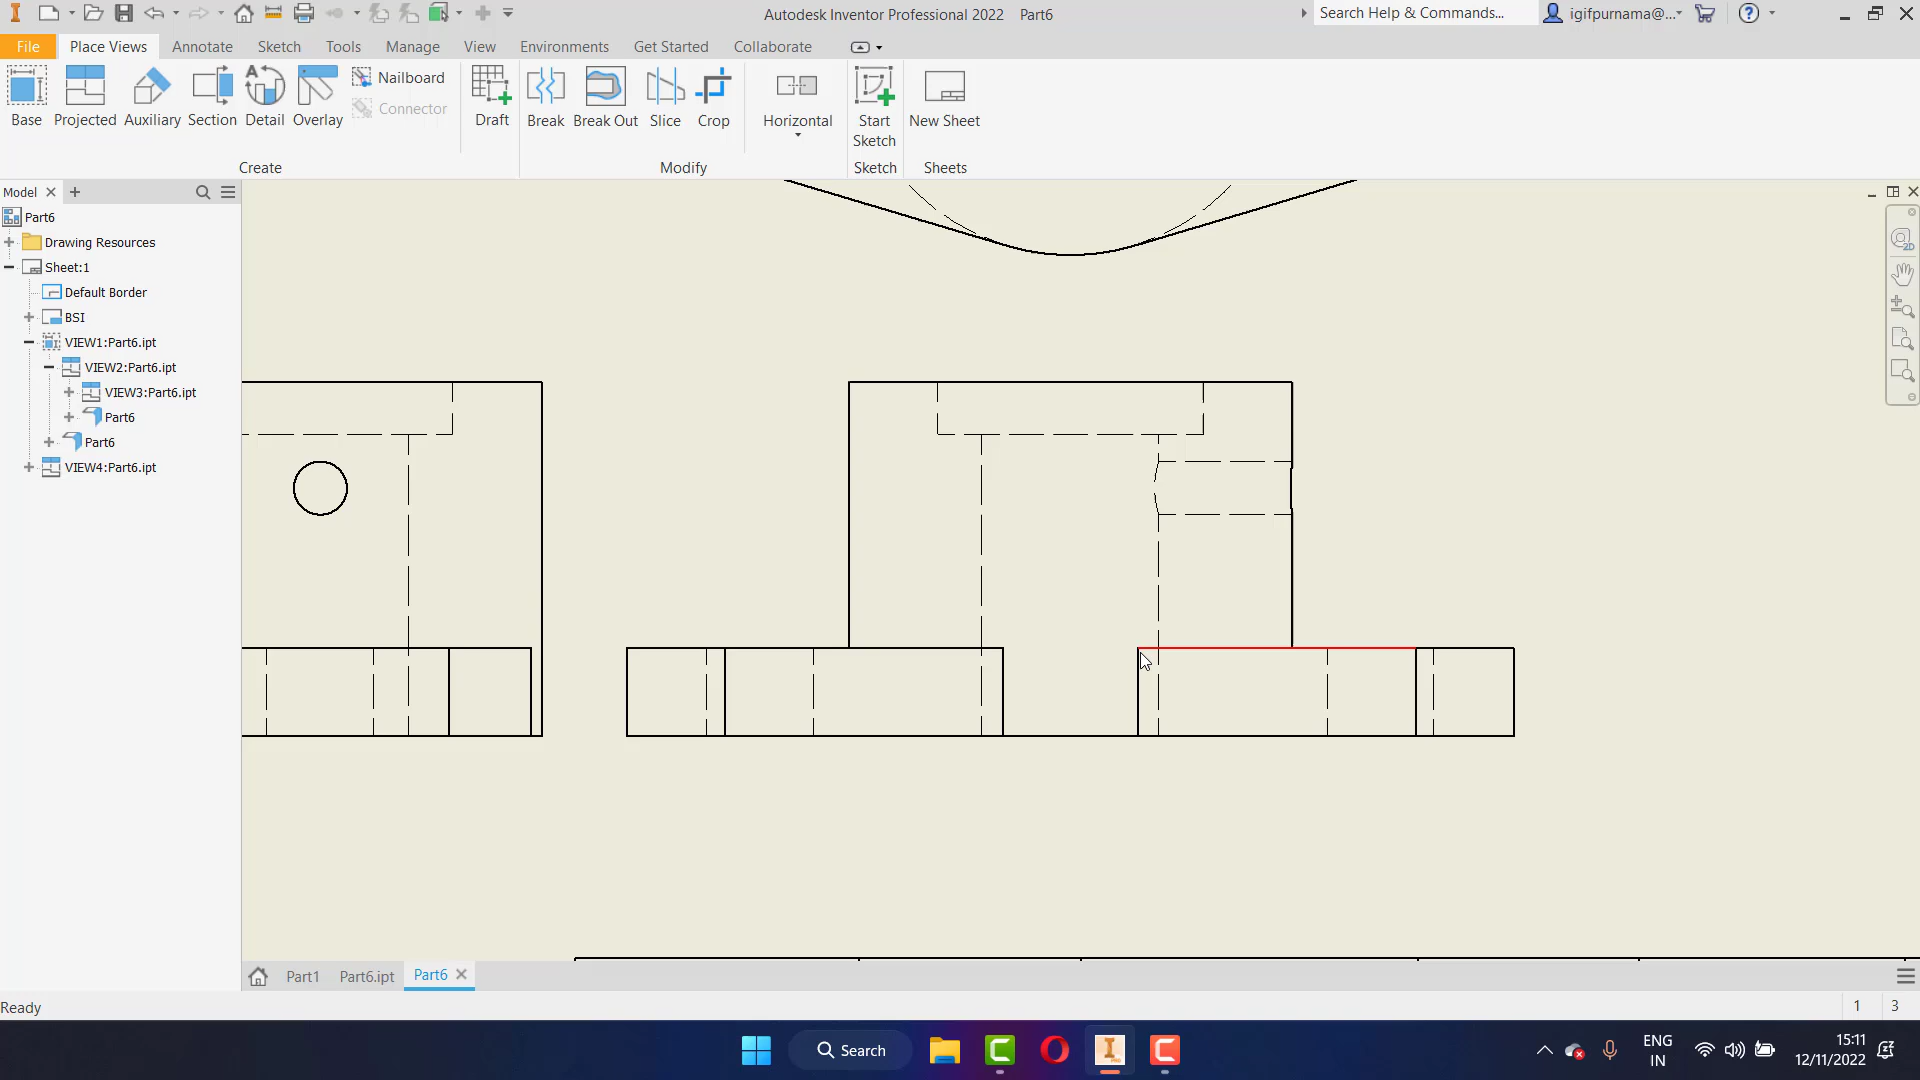 Autodesk Inventor Professional 2022 Part6
Search Help & Commands...
igifpurnama@...
File Place Views Annotate Sketch Tools Manage View Environments Get Started Collaborate
Base Projected Auxiliary Section Detail Overlay
Nailboard
Connector
Draft
Break Break Out Slice Crop
Horizontal
Start Sketch
New Sheet
Create Modify Sketch Sheets
Model
Part6
Drawing Resources
Sheet:1
Default Border
BSI
VIEW1:Part6.ipt
VIEW2:Part6.ipt
VIEW3:Part6.ipt
Part6
Part6
VIEW4:Part6.ipt
2D
Part1 Part6.ipt Part6
Ready
1 3
Search
ENG
IN
15:11
12/11/2022